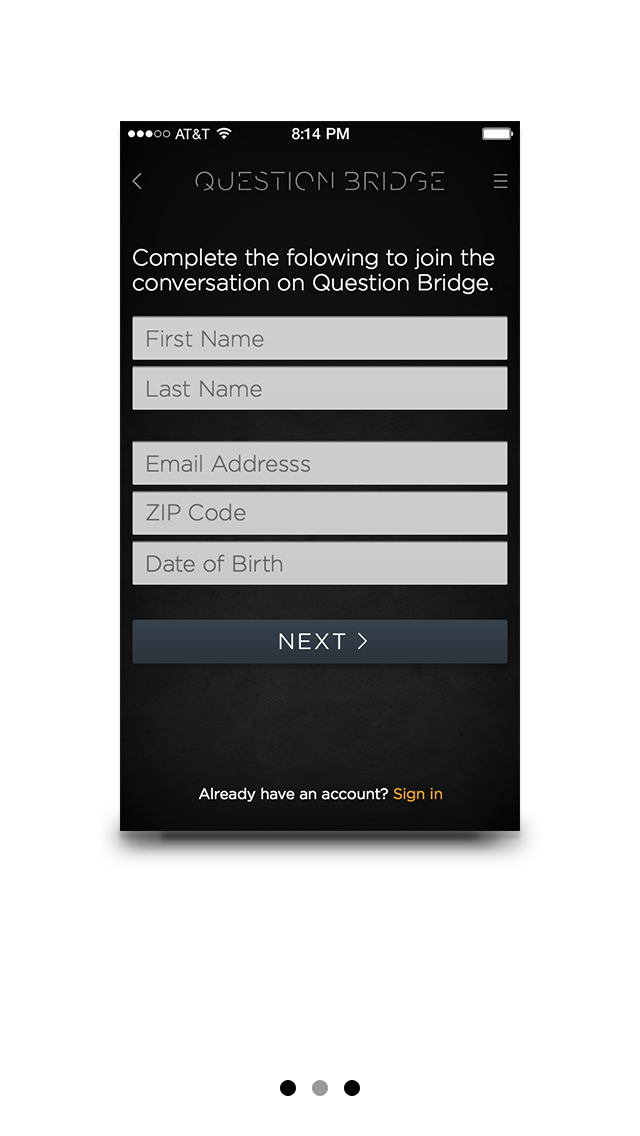 AT&T 8:14 PM
QUESTION BRIDGE
Complete the folowing to join the
conversation on Question Bridge.
First Name
Last Name
Email Addresss
ZIP Code
Date of Birth
NEXT >
Already have an account? Sign in